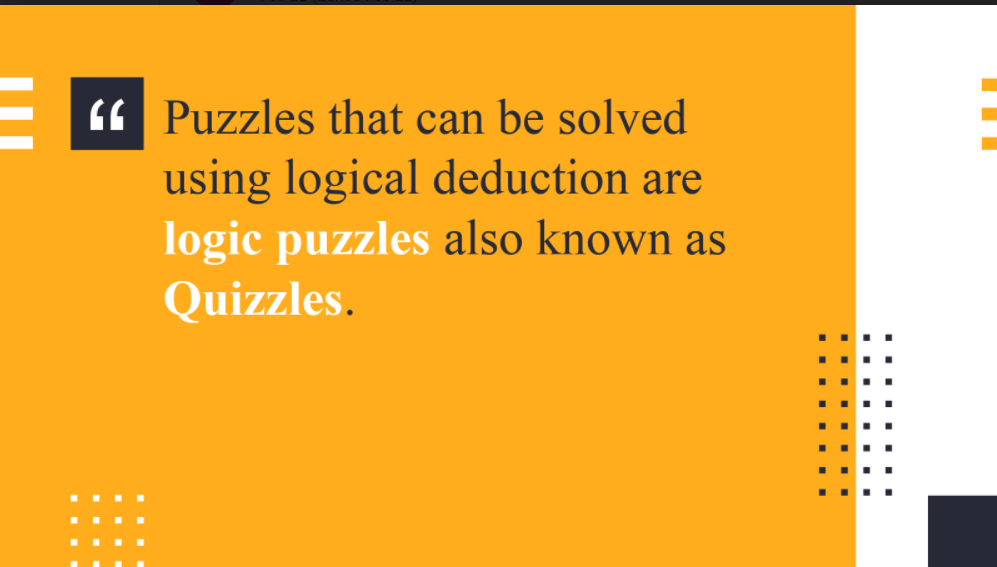 “ Puzzles that can be solved
using logical deduction are
logic puzzles also known as
Quizzles.